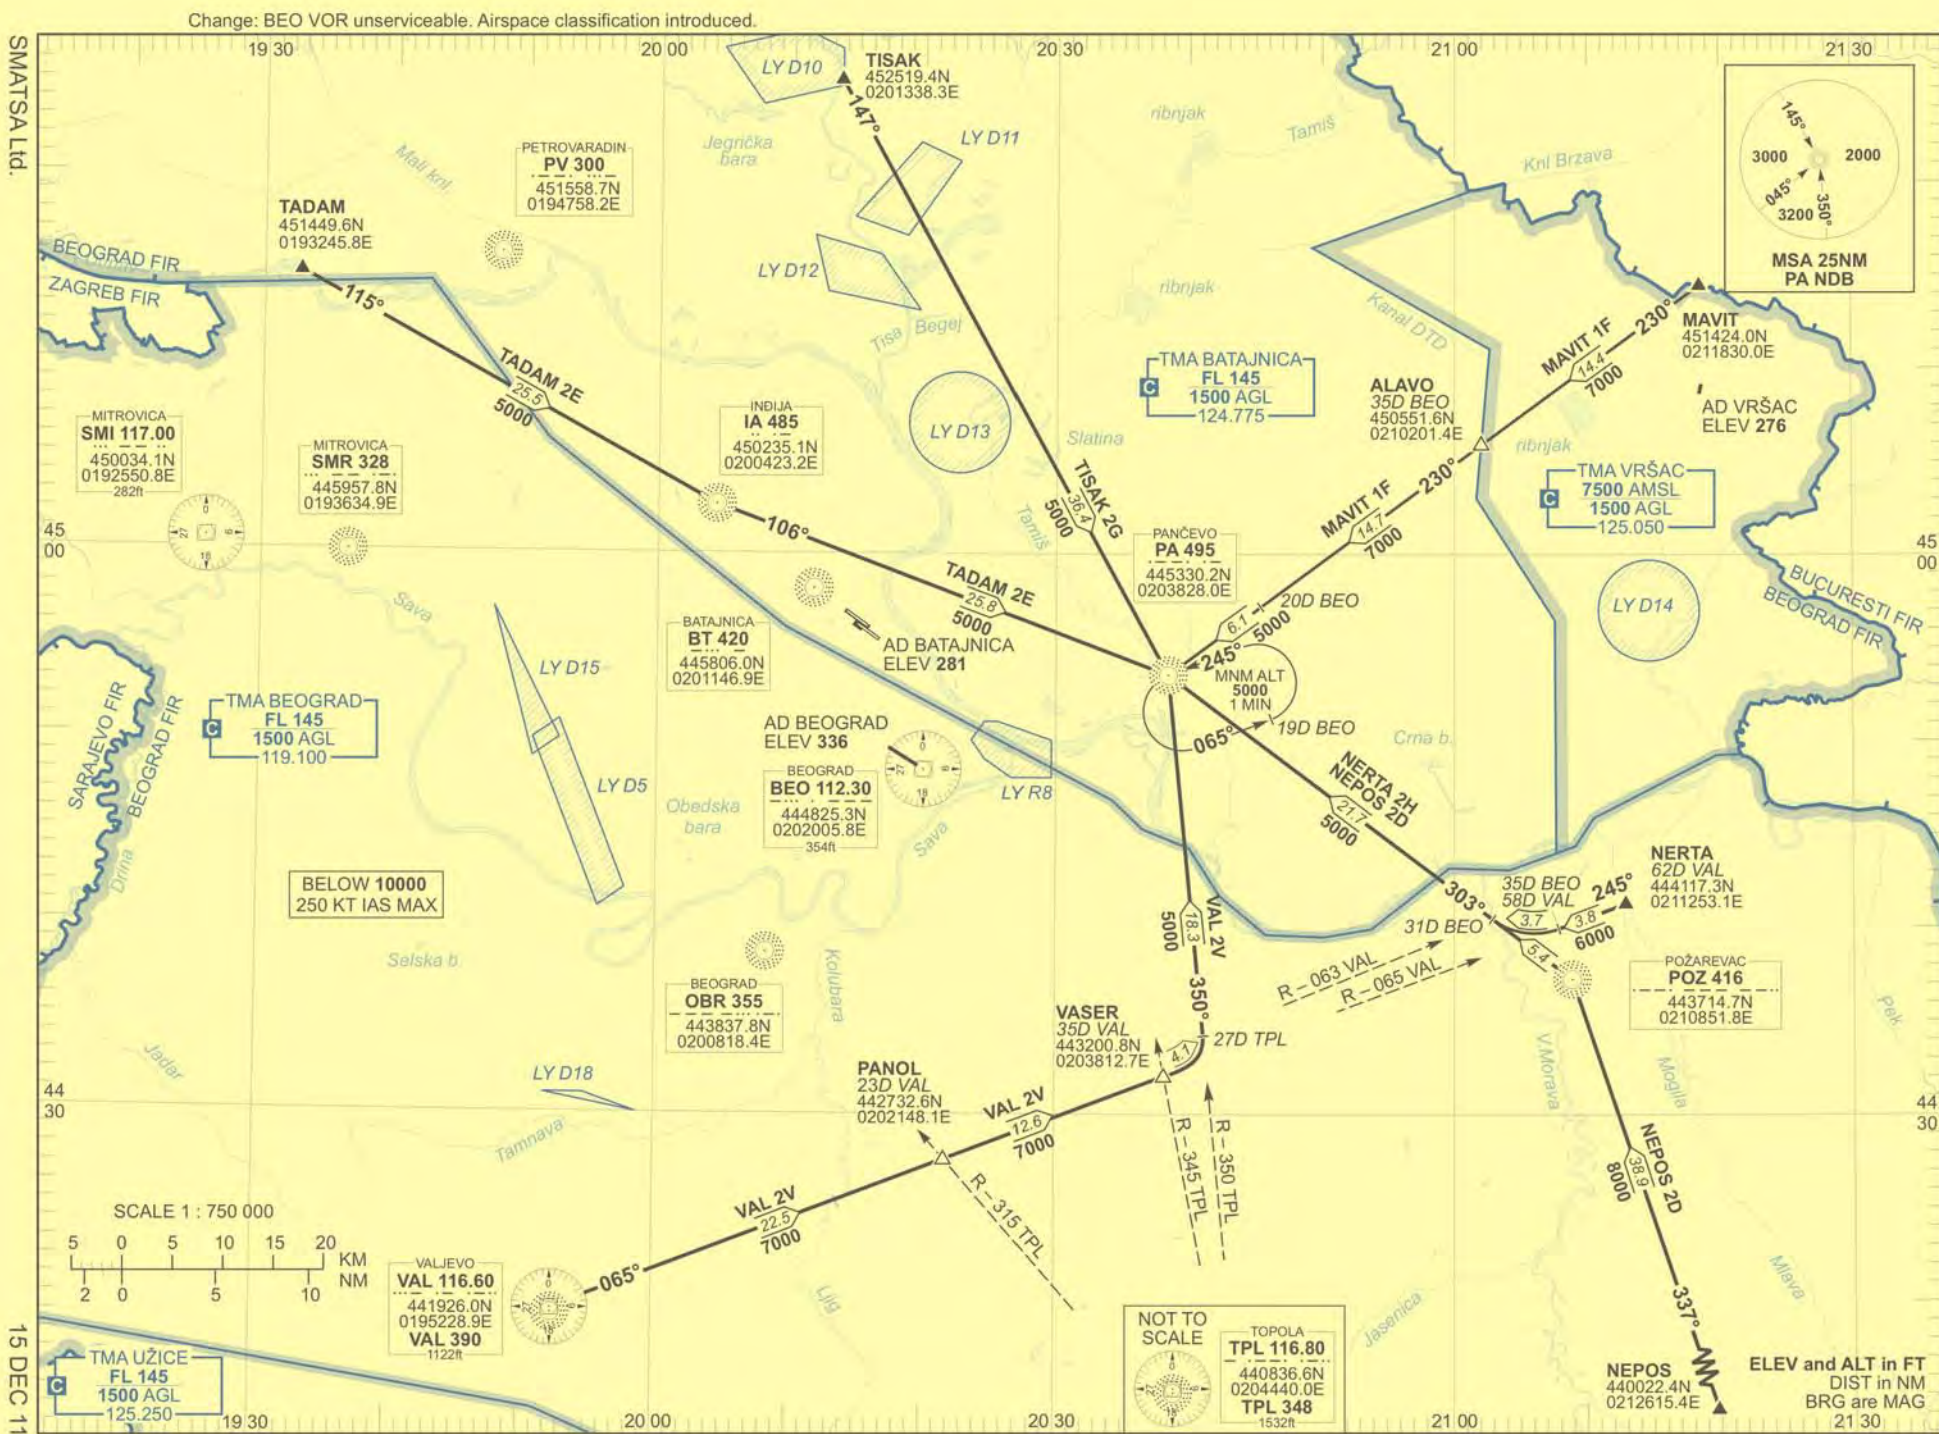 Change: BEO VOR unserviceable. Airspace classification introduced.
SMATSA Ltd.
15 DEC 11
19 30
20 00
20 30
21 00
21 30
LY D10
TISAK
452519.4N
0201338.3E
147°
Jegrička
bara
LY D11
ribnjak
Tamiš
Knl Brzava
145°
3000
2000
045°
350°
3200
MSA 25NM
PA NDB
Mali knl.
PETROVARADIN
PV 300
451558.7N
0194758.2E
TADAM
451449.6N
0193245.8E
BEOGRAD FIR
ZAGREB FIR
115°
LY D12
ribnjak
Tisa
Begej
Kanal DTD
MAVIT
451424.0N
0211830.0E
230°
MAVIT 1F
14.4
7000
TMA BATAJNICA
FL 145
1500 AGL
124.775
C
ALAVO
35D BEO
450551.6N
0210201.4E
AD VRŠAC
ELEV 276
ribnjak
TADAM 2E
25.5
5000
MITROVICA
SMI 117.00
450034.1N
0192550.8E
282ft
MITROVICA
SMR 328
445957.8N
0193634.9E
INĐIJA
IA 485
450235.1N
0200423.2E
LY D13
Slatina
Tamiš
TISAK 2G
36.4
5000
230°
MAVIT 1F
14.7
7000
TMA VRŠAC
7500 AMSL
1500 AGL
125.050
C
45
00
45
00
106°
TADAM 2E
25.8
5000
PANČEVO
PA 495
445330.2N
0203828.0E
20D BEO
6.1
5000
245°
MNM ALT
5000
1 MIN
065°
19D BEO
LY D14
BUCURESTI FIR
BEOGRAD FIR
Sava
BATAJNICA
BT 420
445806.0N
0201146.9E
AD BATAJNICA
ELEV 281
LY D15
SARAJEVO FIR
BEOGRAD FIR
TMA BEOGRAD
FL 145
1500 AGL
119.100
C
LY D5
AD BEOGRAD
ELEV 336
BEOGRAD
BEO 112.30
444825.3N
0202005.8E
354ft
Obedska
bara
Sava
LY R8
Crna b.
NERTA 2H
NEPOS 2D
21.7
5000
Drina
BELOW 10000
250 KT IAS MAX
Selska b.
303°
35D BEO
58D VAL
245°
NERTA
62D VAL
444117.3N
0211253.1E
31D BEO
3.7
3.8
6000
5.4
R – 063 VAL
R – 065 VAL
POŽAREVAC
POZ 416
443714.7N
0210851.8E
VAL 2V
18.3
5000
350°
BEOGRAD
OBR 355
443837.8N
0200818.4E
Kolubara
VASER
35D VAL
443200.8N
0203812.7E
27D TPL
4.1
V.Morava
Mogila
Pek
Jadar
LY D18
Tamnava
PANOL
23D VAL
442732.6N
0202148.1E
VAL 2V
12.6
7000
44
30
44
30
R – 315 TPL
R – 345 TPL
R – 350 TPL
NEPOS 2D
38.9
8000
SCALE 1 : 750 000
5 0 5 10 15 20 KM
2 0 5 10 NM
VAL 2V
22.5
7000
065°
VALJEVO
VAL 116.60
441926.0N
0195228.9E
VAL 390
1122ft
Ljig
Jasenica
Mlava
337°
NOT TO
SCALE
TOPOLA
TPL 116.80
440836.6N
0204440.0E
TPL 348
1532ft
NEPOS
440022.4N
0212615.4E
ELEV and ALT in FT
DIST in NM
BRG are MAG
TMA UŽICE
FL 145
1500 AGL
125.250
C
19 30
20 00
20 30
21 00
21 30